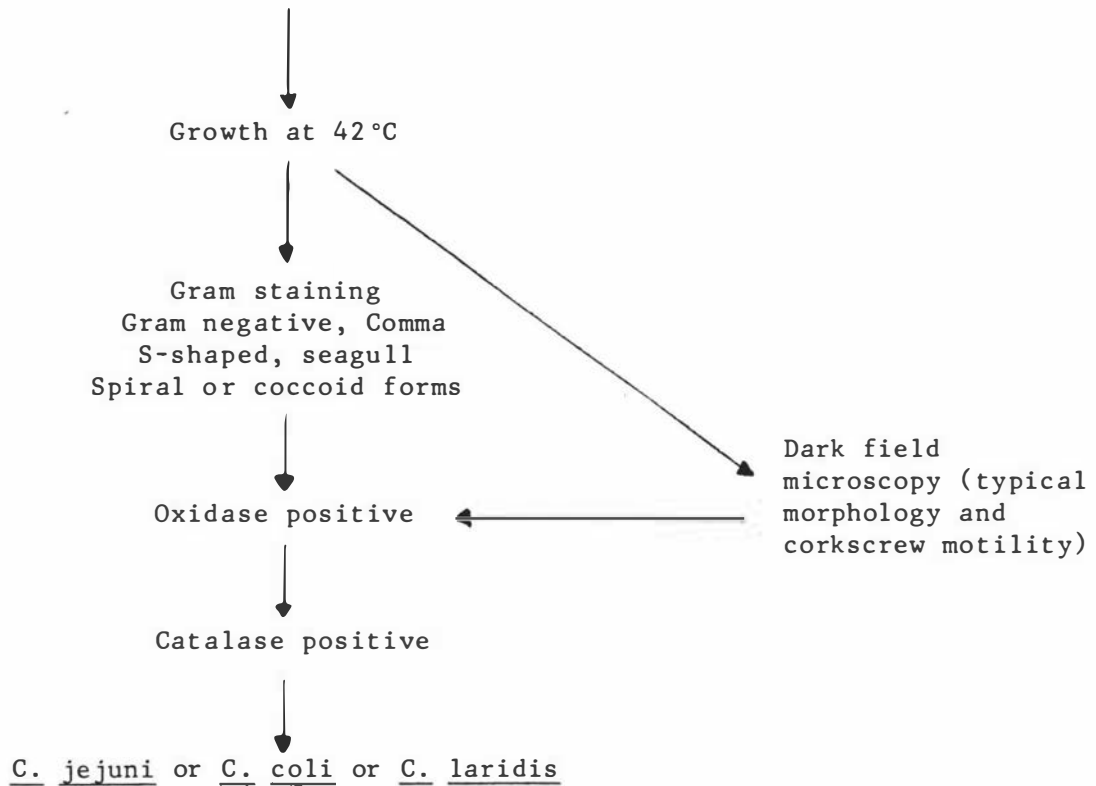 Growth at 42°C
Gram staining
Gram negative, Comma
S-shaped, seagull
Spiral or coccoid forms
Dark field
microscopy (typical
morphology and
corkscrew motility)
Oxidase positive
Catalase positive
C. jejuni or C. coli or C. laridis